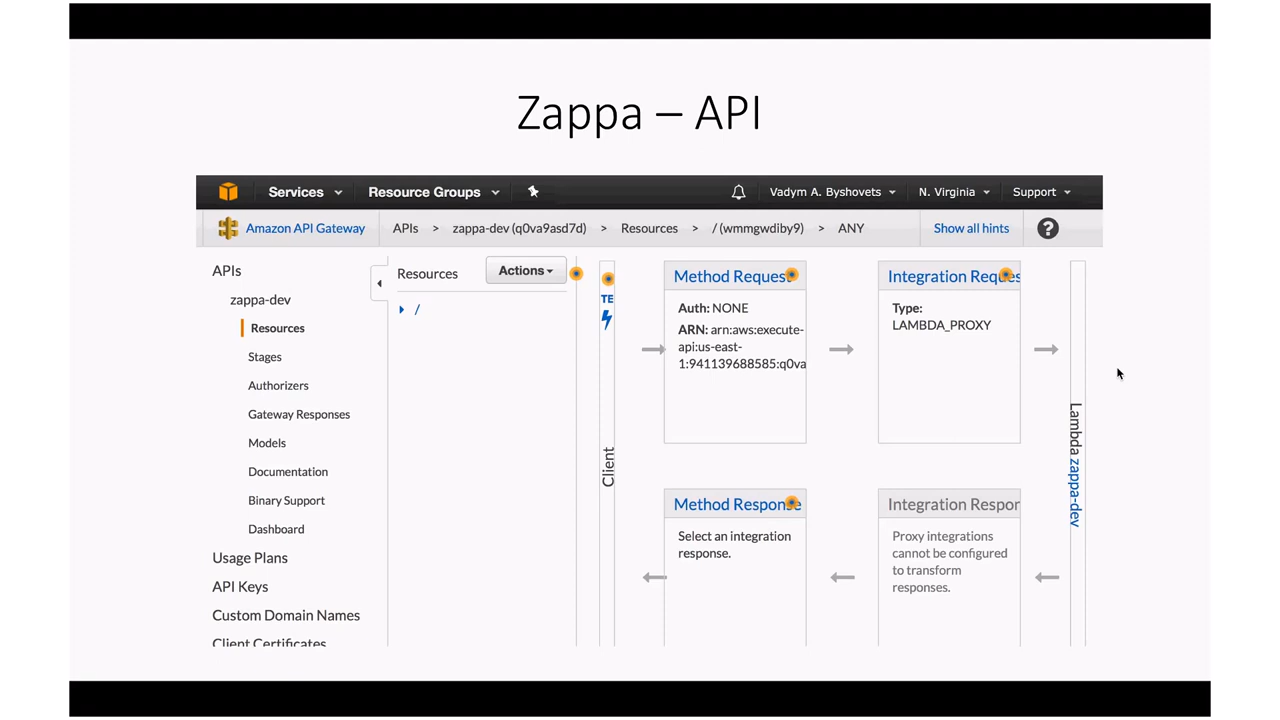 Zappa – API
Services
Resource Groups
Vadym A. Byshovets
N. Virginia
Support
Amazon API Gateway
APIs > zappa-dev (q0va9asd7d) > Resources > / (wmmgwdiby9) > ANY
Show all hints
?
APIs
zappa-dev
Resources
Stages
Authorizers
Gateway Responses
Models
Documentation
Binary Support
Dashboard
Usage Plans
API Keys
Custom Domain Names
Client Certificates
Resources
Actions
/
TE
Client
Method Request
Auth: NONE
ARN: arn:aws:execute-
api:us-east-
1:941139688585:q0va
Integration Reques
Type:
LAMBDA_PROXY
Method Response
Select an integration
response.
Integration Respor
Proxy integrations
cannot be configured
to transform
responses.
Lambda zappa-dev